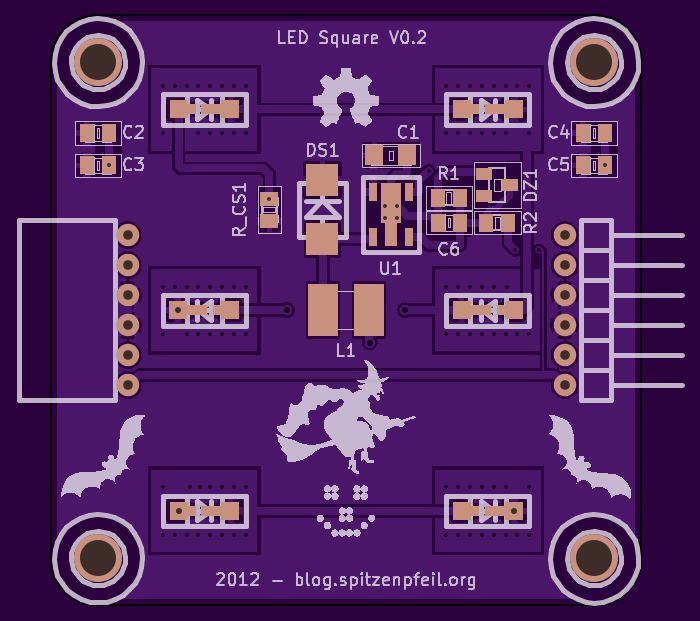 LED Square V0.2
C2
C3
C1
C4
C5
DS1
R1
DZ1
R_CS1
R2
C6
U1
L1
2012 – blog.spitzenpfeil.org